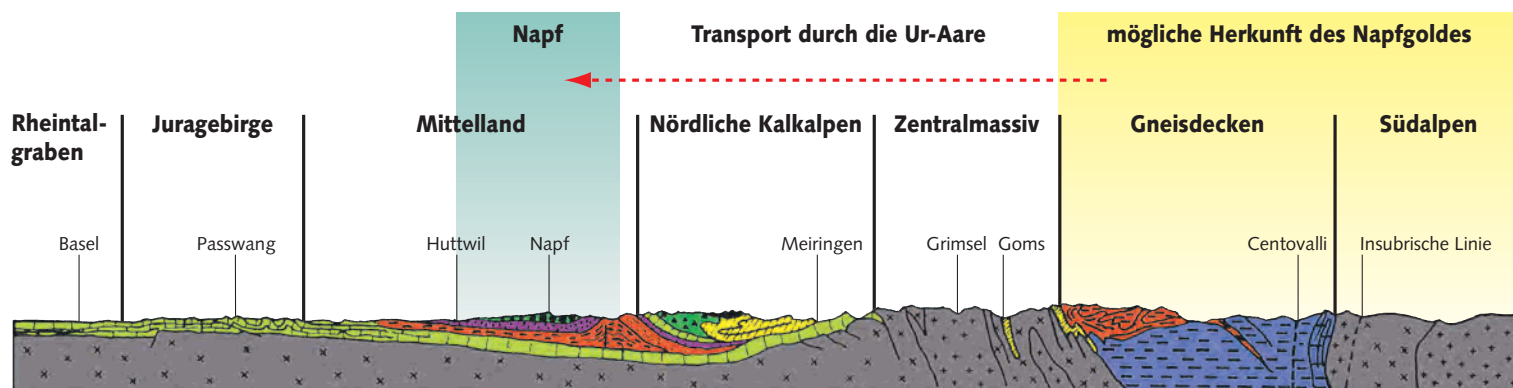 Napf
Transport durch die Ur-Aare
mögliche Herkunft des Napfgoldes
Rheintal-
graben
Juragebirge
Mittelland
Nördliche Kalkalpen
Zentralmassiv
Gneisdecken
Südalpen
Basel
Passwang
Huttwil
Napf
Meiringen
Grimsel
Goms
Centovalli
Insubrische Linie